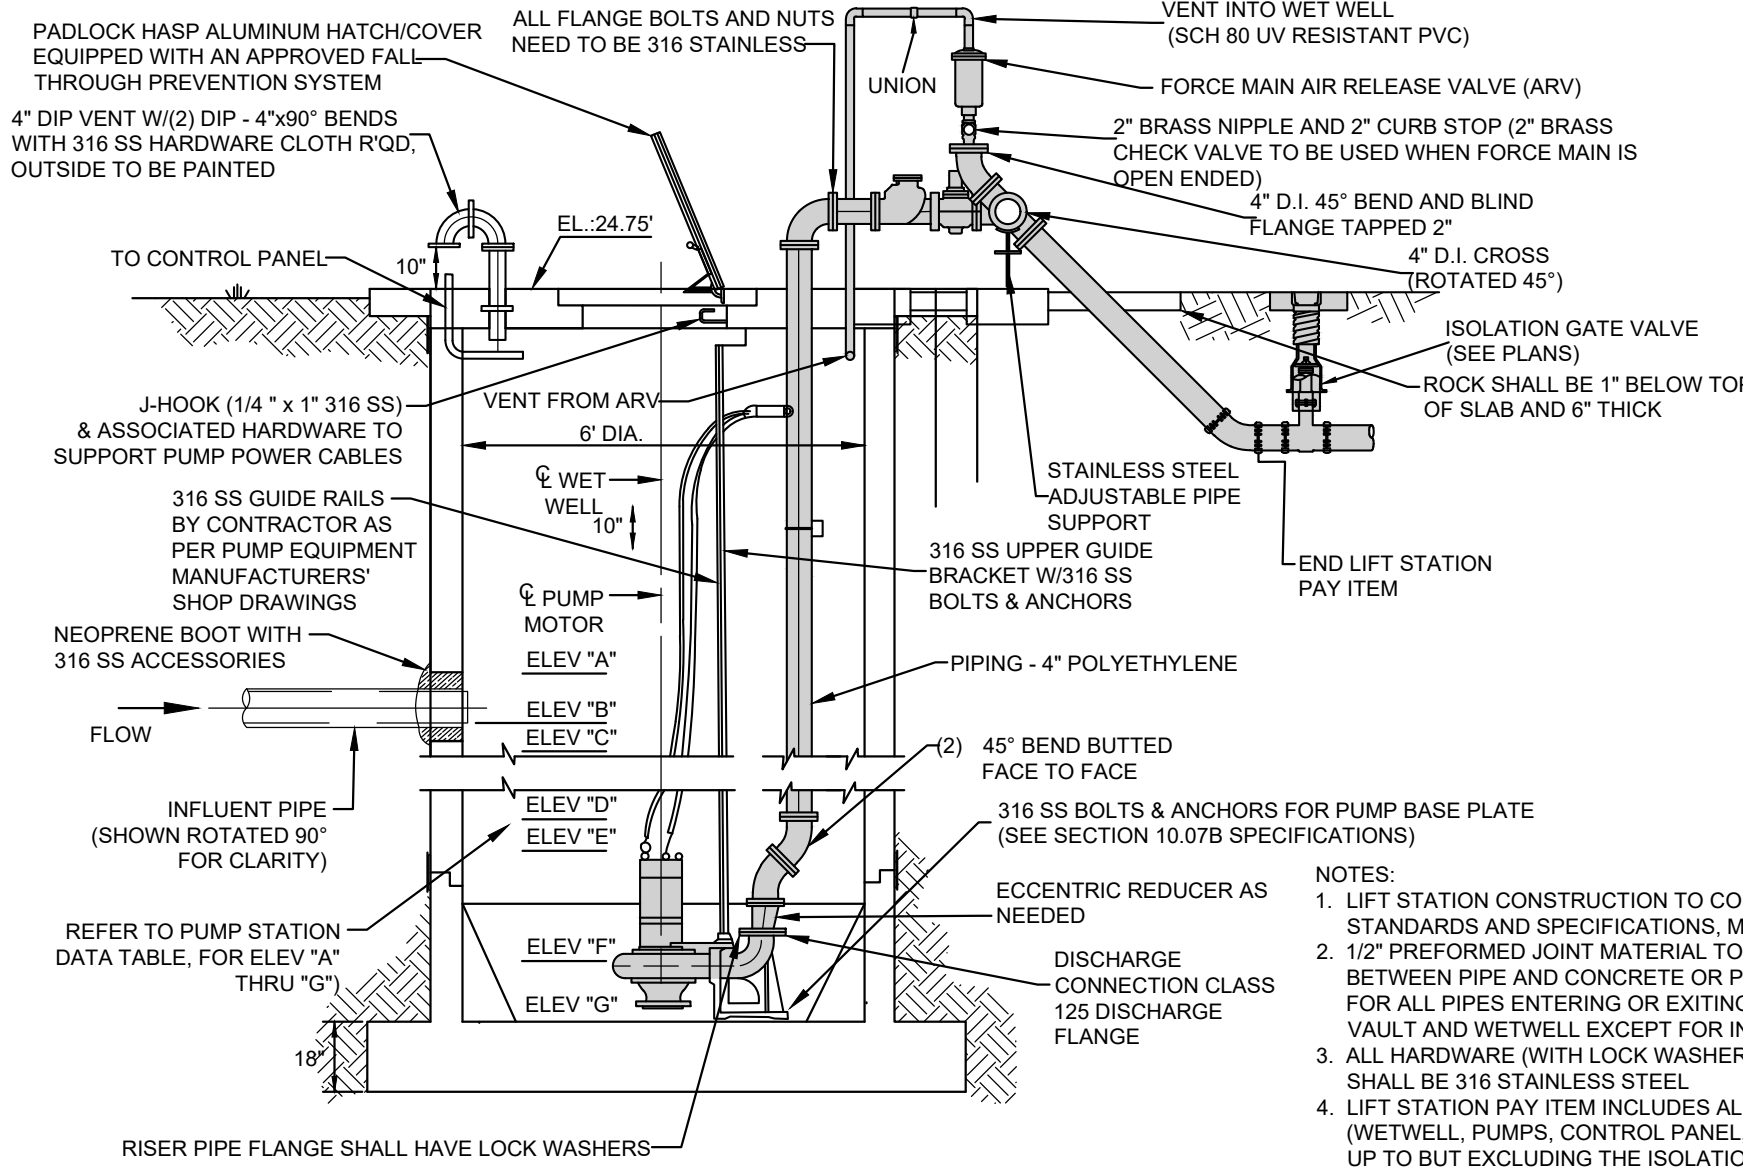 PADLOCK HASP ALUMINUM HATCH/COVER
EQUIPPED WITH AN APPROVED FALL
THROUGH PREVENTION SYSTEM
4" DIP VENT W/(2) DIP - 4"x90° BENDS
WITH 316 SS HARDWARE CLOTH R'QD,
OUTSIDE TO BE PAINTED
TO CONTROL PANEL
10"
EL.:24.75'
ALL FLANGE BOLTS AND NUTS
NEED TO BE 316 STAINLESS
UNION
VENT INTO WET WELL
(SCH 80 UV RESISTANT PVC)
FORCE MAIN AIR RELEASE VALVE (ARV)
2" BRASS NIPPLE AND 2" CURB STOP (2" BRASS
CHECK VALVE TO BE USED WHEN FORCE MAIN IS
OPEN ENDED)
4" D.I. 45° BEND AND BLIND
FLANGE TAPPED 2"
4" D.I. CROSS
(ROTATED 45°)
ISOLATION GATE VALVE
(SEE PLANS)
ROCK SHALL BE 1" BELOW TOP
OF SLAB AND 6" THICK
J-HOOK (1/4 " x 1" 316 SS)
& ASSOCIATED HARDWARE TO
SUPPORT PUMP POWER CABLES
VENT FROM ARV
6' DIA.
℄ WET
WELL
10"
316 SS GUIDE RAILS
BY CONTRACTOR AS
PER PUMP EQUIPMENT
MANUFACTURERS'
SHOP DRAWINGS
℄ PUMP
MOTOR
STAINLESS STEEL
ADJUSTABLE PIPE
SUPPORT
316 SS UPPER GUIDE
BRACKET W/316 SS
BOLTS & ANCHORS
END LIFT STATION
PAY ITEM
NEOPRENE BOOT WITH
316 SS ACCESSORIES
ELEV "A"
ELEV "B"
ELEV "C"
PIPING - 4" POLYETHYLENE
FLOW
(2) 45° BEND BUTTED
FACE TO FACE
INFLUENT PIPE
(SHOWN ROTATED 90°
FOR CLARITY)
ELEV "D"
ELEV "E"
316 SS BOLTS & ANCHORS FOR PUMP BASE PLATE
(SEE SECTION 10.07B SPECIFICATIONS)
REFER TO PUMP STATION
DATA TABLE, FOR ELEV "A"
THRU "G")
ELEV "F"
ELEV "G"
ECCENTRIC REDUCER AS
NEEDED
DISCHARGE
CONNECTION CLASS
125 DISCHARGE
FLANGE
18"
RISER PIPE FLANGE SHALL HAVE LOCK WASHERS
NOTES:
1. LIFT STATION CONSTRUCTION TO CO
STANDARDS AND SPECIFICATIONS, M
2. 1/2" PREFORMED JOINT MATERIAL TO
BETWEEN PIPE AND CONCRETE OR P
FOR ALL PIPES ENTERING OR EXITING
VAULT AND WETWELL EXCEPT FOR IN
3. ALL HARDWARE (WITH LOCK WASHER
SHALL BE 316 STAINLESS STEEL
4. LIFT STATION PAY ITEM INCLUDES AL
(WETWELL, PUMPS, CONTROL PANEL,
UP TO BUT EXCLUDING THE ISOLATIO